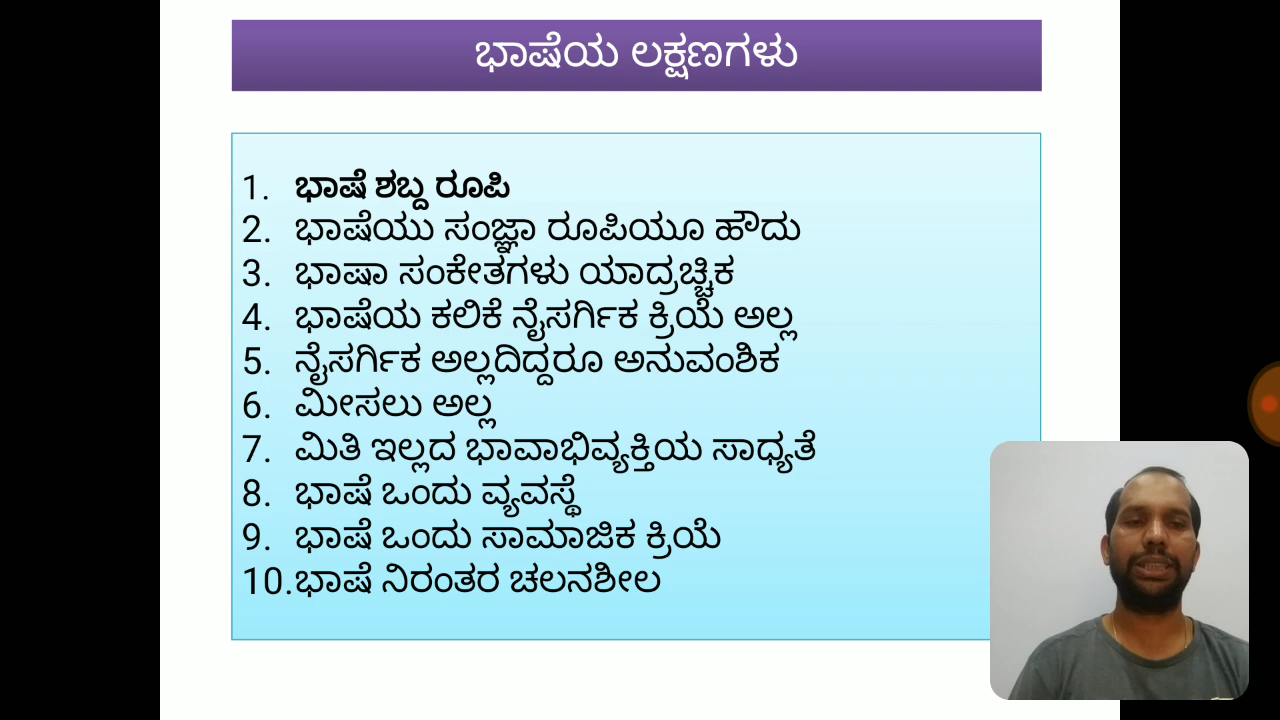 ಭಾಷೆಯ ಲಕ್ಷಣಗಳು
1. ಭಾಷೆ ಶಬ್ದ ರೂಪಿ
2. ಭಾಷೆಯು ಸಂಜ್ಞಾ ರೂಪಿಯೂ ಹೌದು
3. ಭಾಷಾ ಸಂಕೇತಗಳು ಯಾದ್ರಚ್ಚಿಕ
4. ಭಾಷೆಯ ಕಲಿಕೆ ನೈಸರ್ಗಿಕ ಕ್ರಿಯೆ ಅಲ್ಲ
5. ನೈಸರ್ಗಿಕ ಅಲ್ಲದಿದ್ದರೂ ಅನುವಂಶಿಕ
6. ಮೀಸಲು ಅಲ್ಲ
7. ಮಿತಿ ಇಲ್ಲದ ಭಾವಾಭಿವ್ಯಕ್ತಿಯ ಸಾಧ್ಯತೆ
8. ಭಾಷೆ ಒಂದು ವ್ಯವಸ್ಥೆ
9. ಭಾಷೆ ಒಂದು ಸಾಮಾಜಿಕ ಕ್ರಿಯೆ
10.ಭಾಷೆ ನಿರಂತರ ಚಲನಶೀಲ